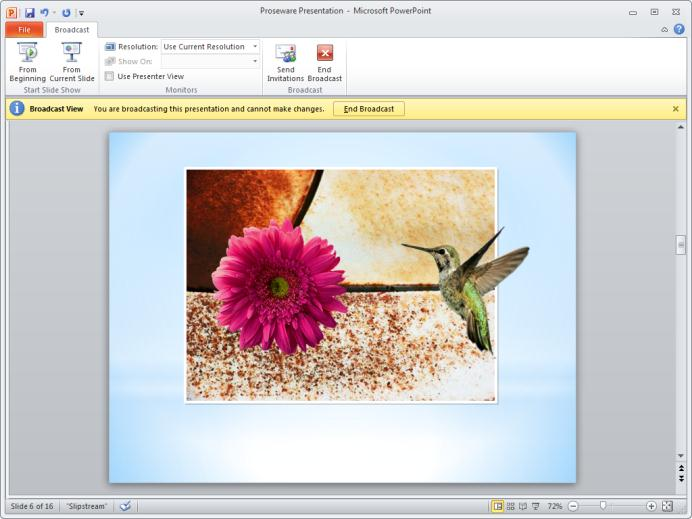 Proseware Presentation - Microsoft PowerPoint
File
Broadcast
From Beginning
From Current Slide
Start Slide Show
Resolution: Use Current Resolution
Show On:
Use Presenter View
Monitors
Send Invitations
End Broadcast
Broadcast
Broadcast View You are broadcasting this presentation and cannot make changes. End Broadcast
Slide 6 of 16 "Slipstream" 72%